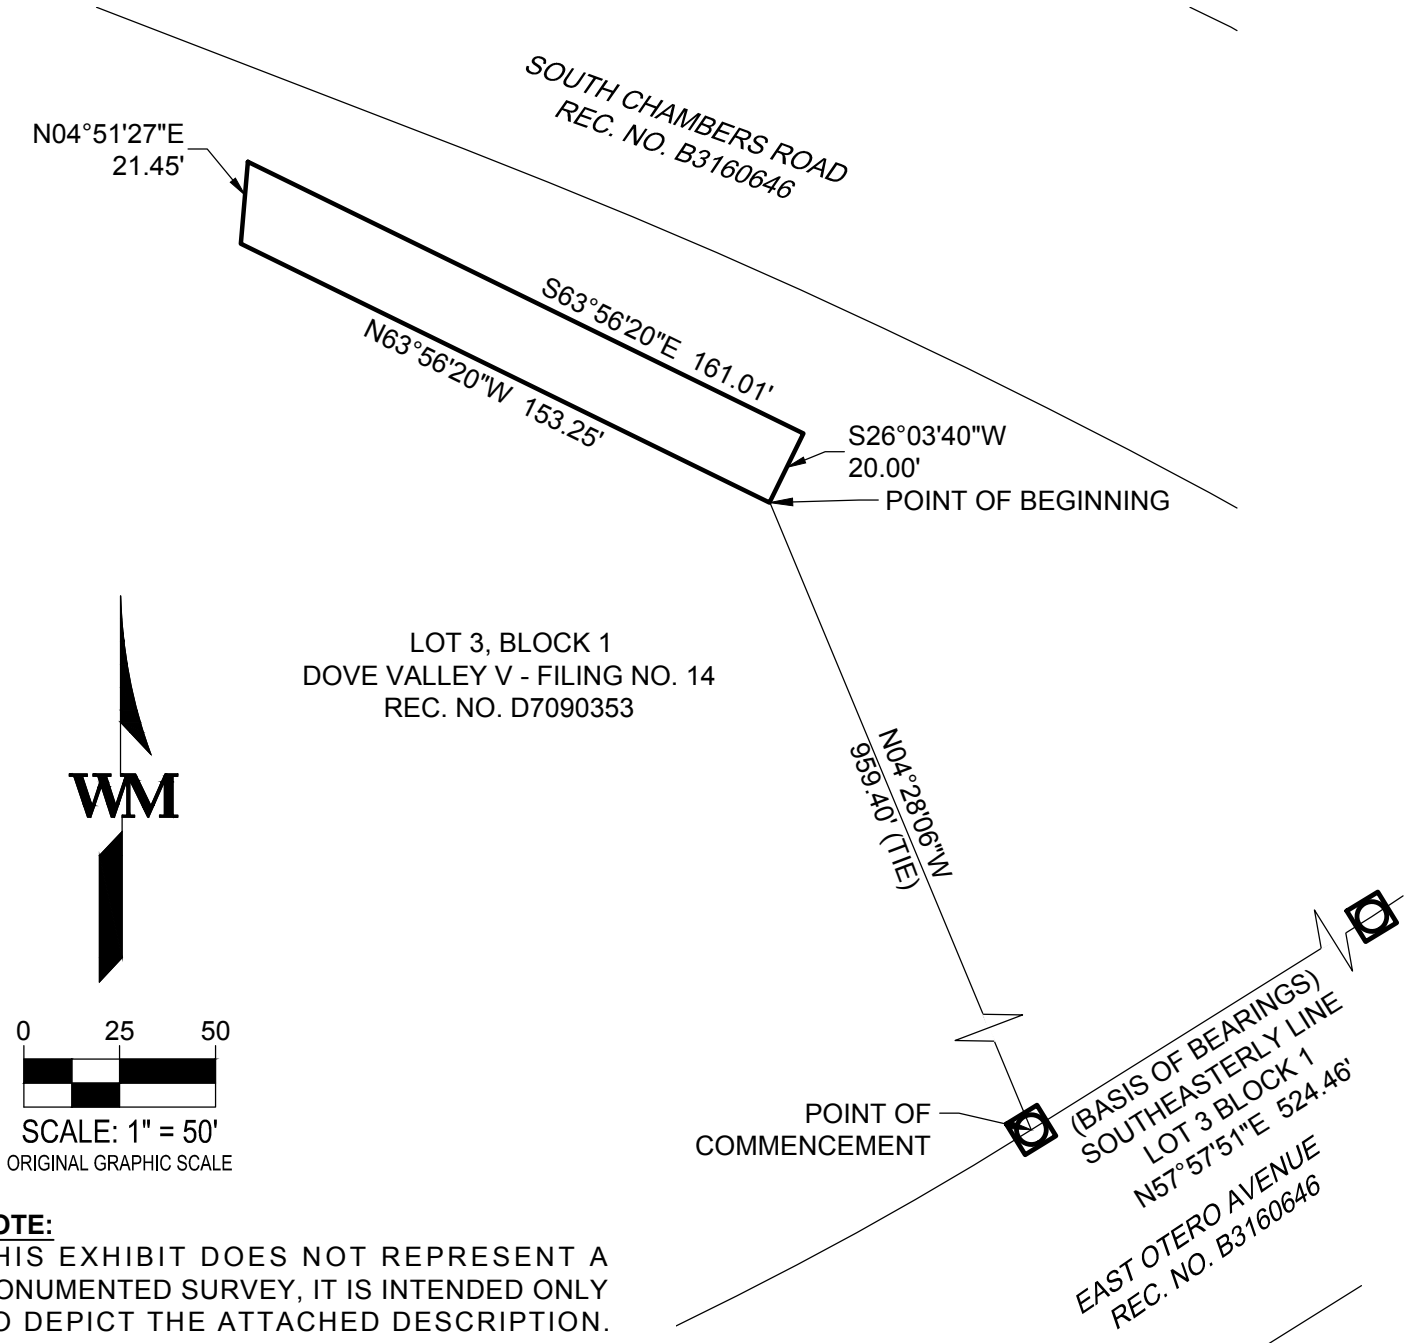 SOUTH CHAMBERS ROAD
REC. NO. B3160646
N04°51'27"E
21.45'
S63°56'20"E 161.01'
N63°56'20"W 153.25'
S26°03'40"W
20.00'
POINT OF BEGINNING
LOT 3, BLOCK 1
DOVE VALLEY V - FILING NO. 14
REC. NO. D7090353
N04°28'06"W
959.40' (TIE)
WM
0 25 50
SCALE: 1" = 50'
ORIGINAL GRAPHIC SCALE
POINT OF
COMMENCEMENT
(BASIS OF BEARINGS)
SOUTHEASTERLY LINE
LOT 3 BLOCK 1
N57°57'51"E 524.46'
EAST OTERO AVENUE
REC. NO. B3160646
OTE:
HIS EXHIBIT DOES NOT REPRESENT A
ONUMENTED SURVEY, IT IS INTENDED ONLY
O DEPICT THE ATTACHED DESCRIPTION.